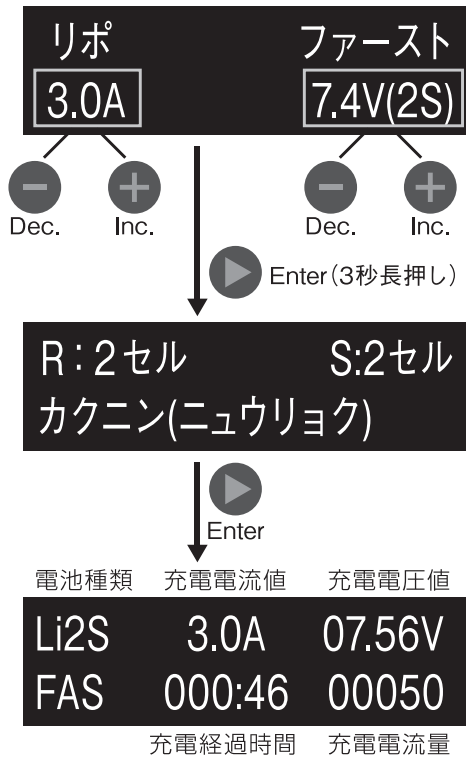 リポ ファースト
3.0A 7.4V(2S)
Dec. Inc. Dec. Inc.
Enter(3秒長押し)
R:2セル S:2セル
カクニン(ニュウリョク)
Enter
電池種類 充電電流値 充電電圧値
Li2S 3.0A 07.56V
FAS 000:46 00050
充電経過時間 充電電流量